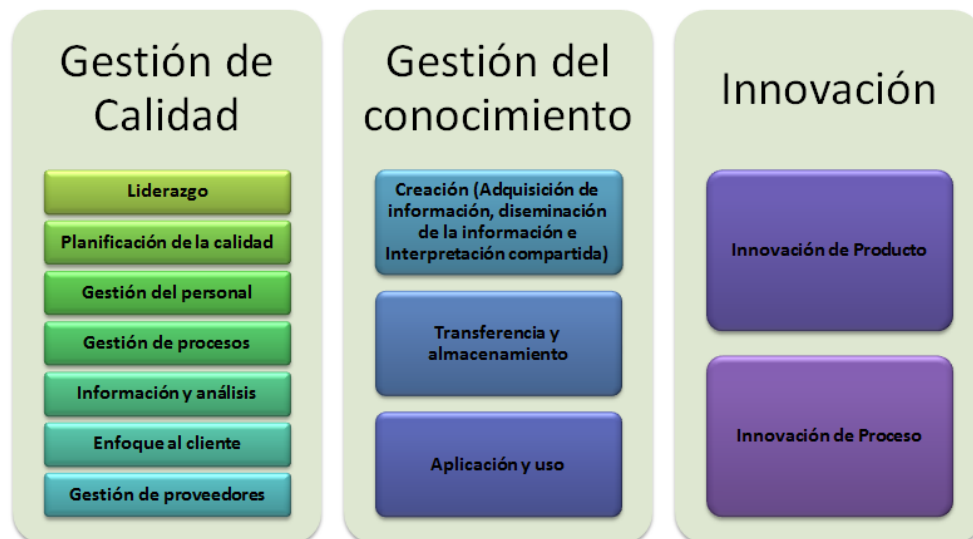 Gestión de
Calidad
Liderazgo
Planificación de la calidad
Gestión del personal
Gestión de procesos
Información y análisis
Enfoque al cliente
Gestión de proveedores
Gestión del
conocimiento
Creación (Adquisición de
información, diseminación
de la información e
Interpretación compartida)
Transferencia y
almacenamiento
Aplicación y uso
Innovación
Innovación de Producto
Innovación de Proceso